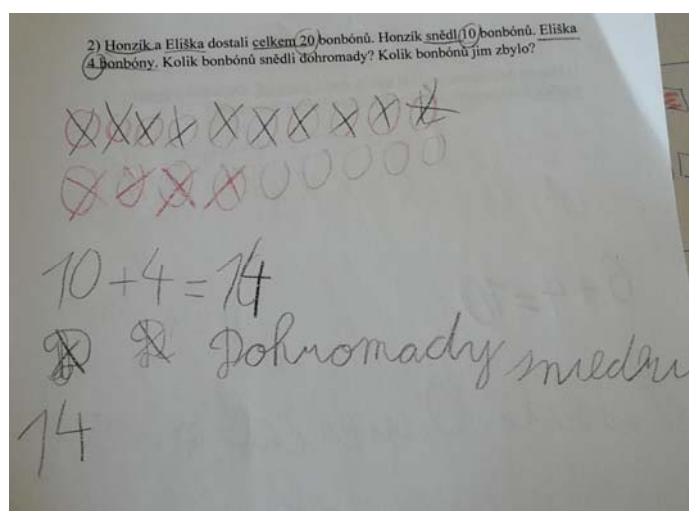 2) Honzík a Eliška dostali celkem 20 bonbónů. Honzík snědl 10 bonbónů. Eliška
4 bonbóny. Kolik bonbónů snědli dohromady? Kolik bonbónů jim zbylo?
10+4=14
Dohromady
14